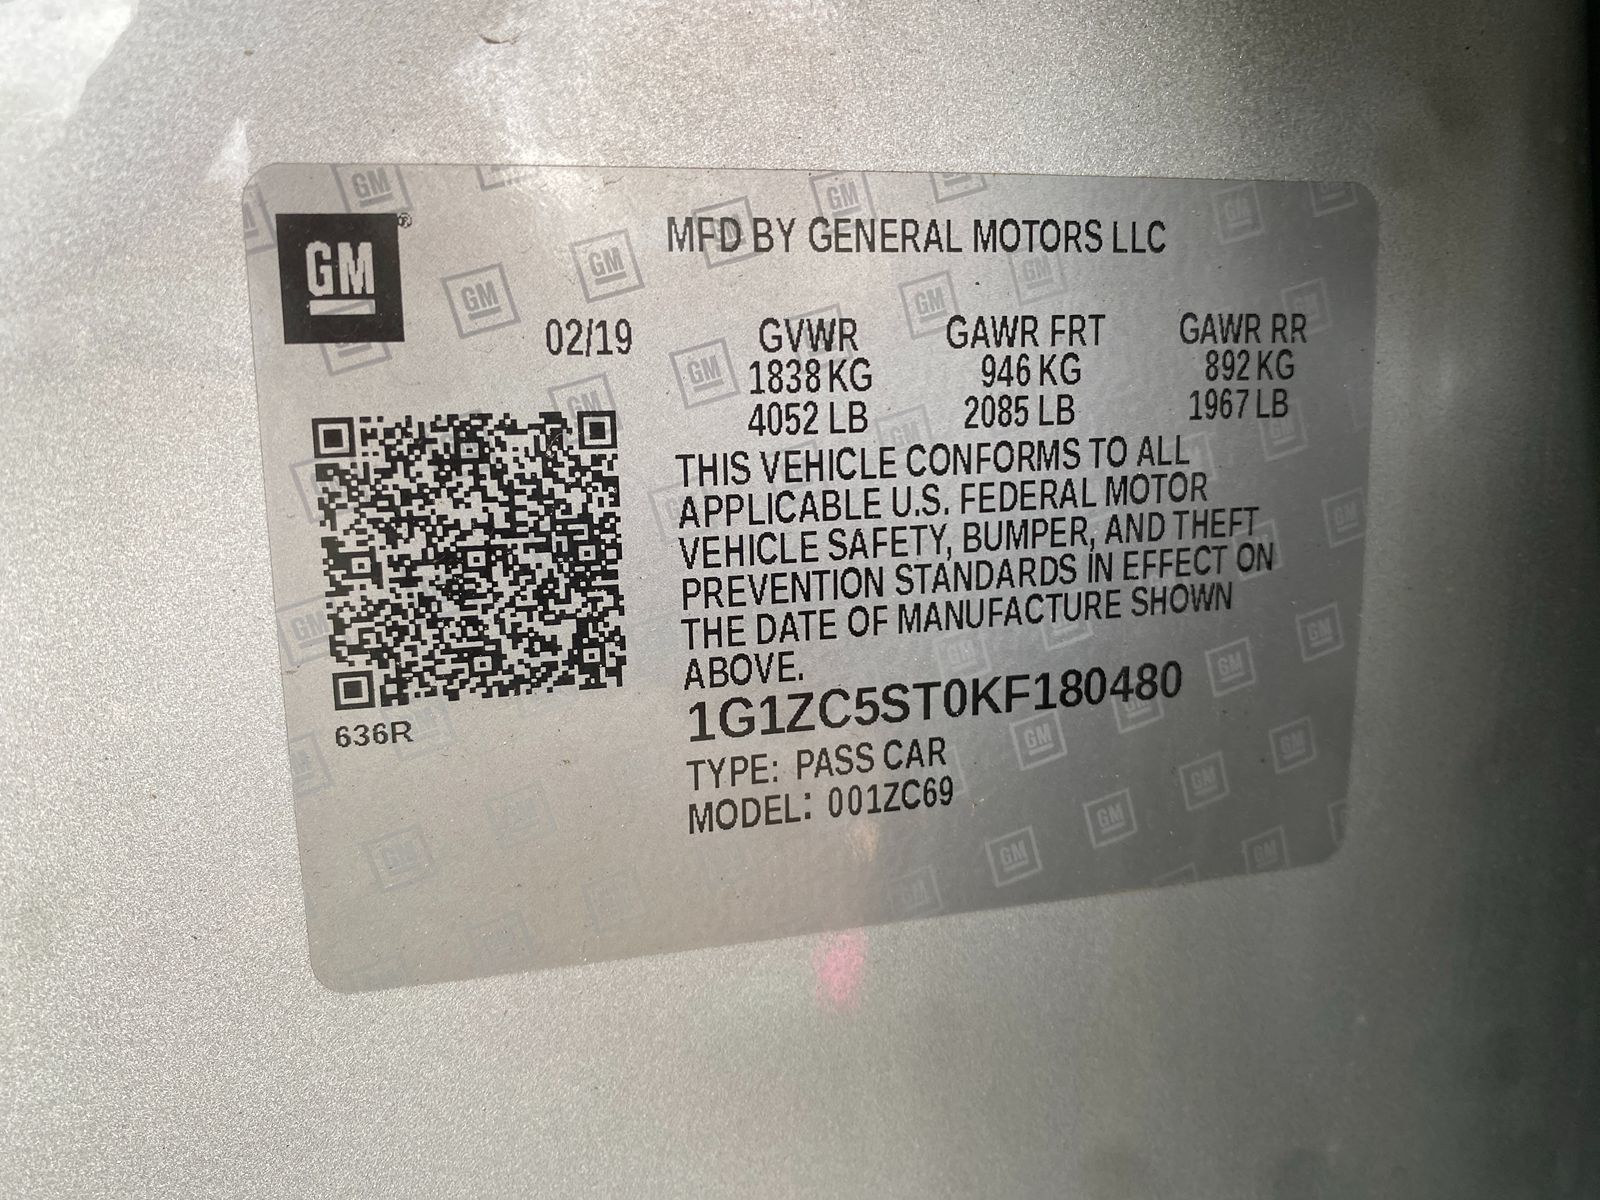 GM
MFD BY GENERAL MOTORS LLC
02/19 GVWR GAWR FRT GAWR RR
1838 KG 946 KG 892 KG
4052 LB 2085 LB 1967 LB
THIS VEHICLE CONFORMS TO ALL
APPLICABLE U.S. FEDERAL MOTOR
VEHICLE SAFETY, BUMPER, AND THEFT
PREVENTION STANDARDS IN EFFECT ON
THE DATE OF MANUFACTURE SHOWN
ABOVE.
1G1ZC5ST0KF180480
636R
TYPE: PASS CAR
MODEL: 001ZC69